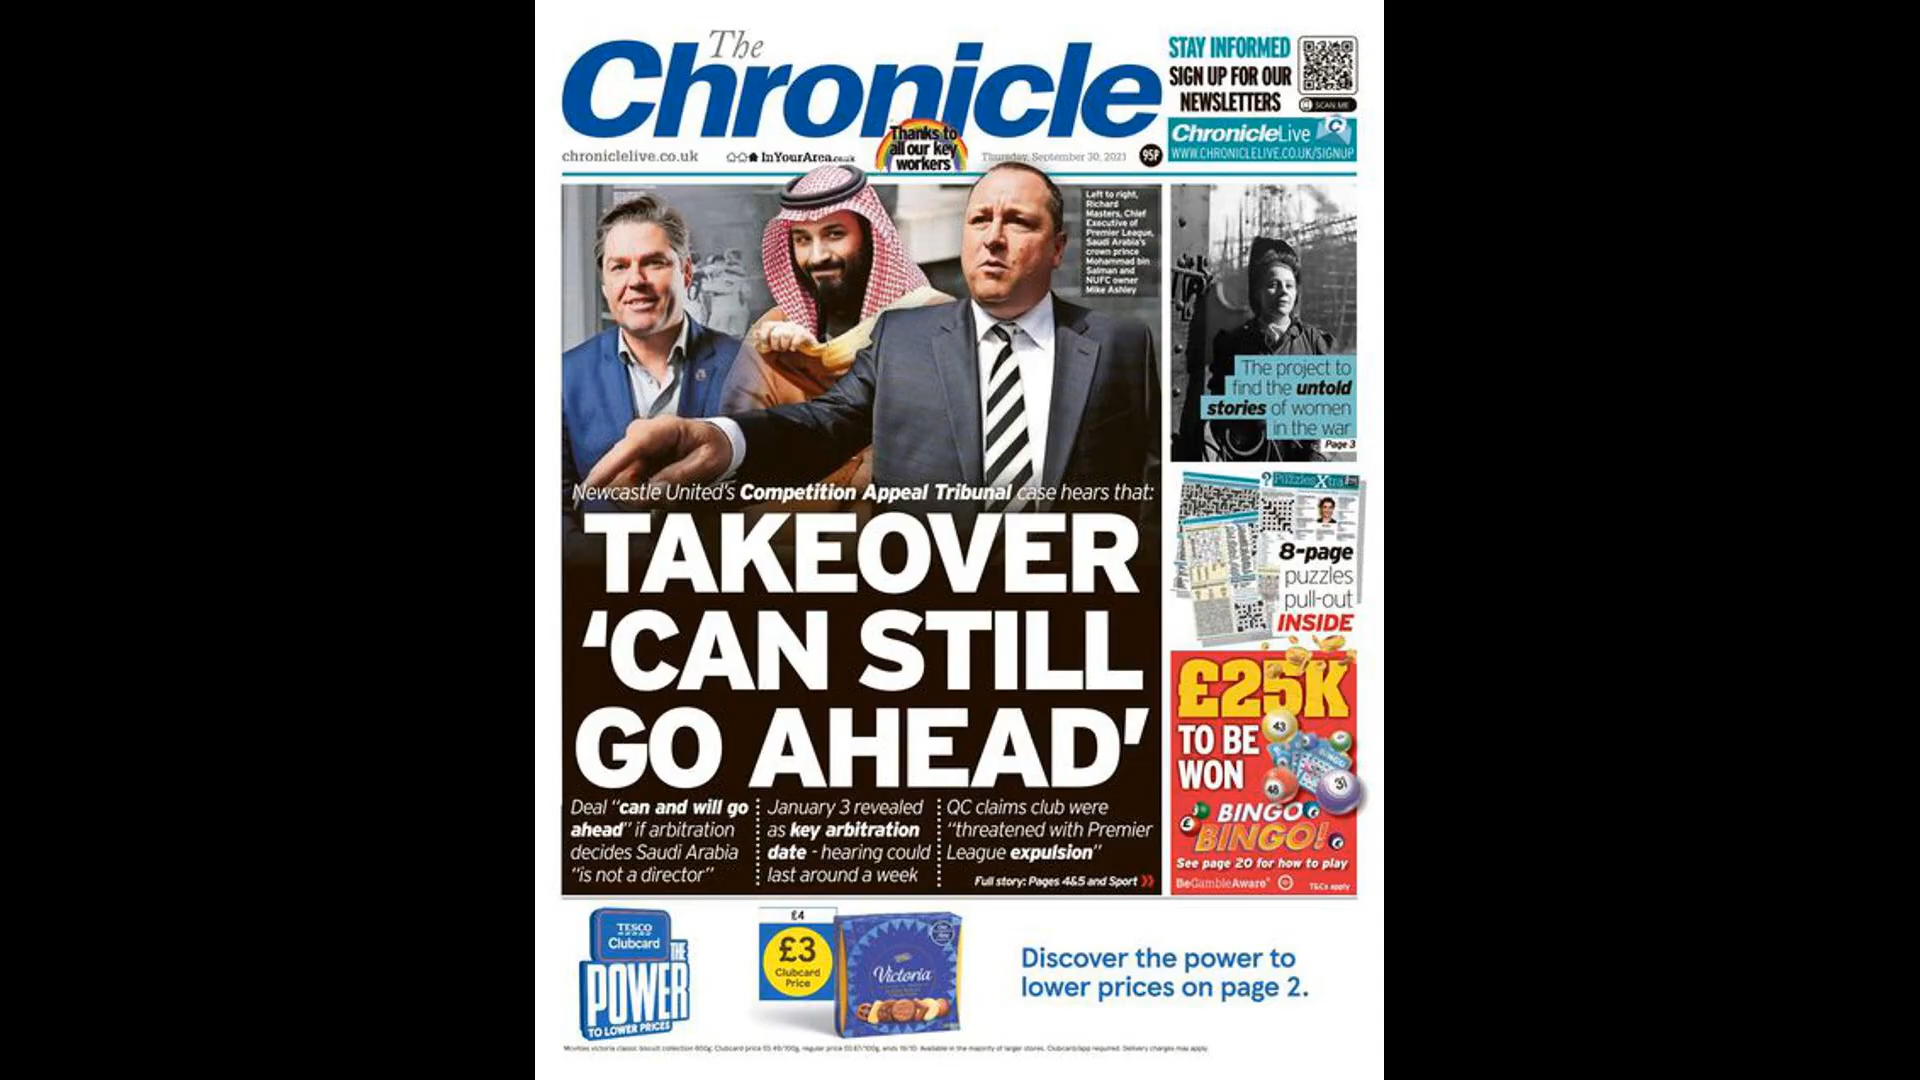 The
Chronicle
STAY INFORMED
SIGN UP FOR OUR
NEWSLETTERS
SCAN ME
ChronicleLive
WWW.CHRONICLELIVE.CO.UK/SIGNUP
chroniclelive.co.uk
InYourArea.co.uk
Thanks to
all our key
workers
Thursday, September 30, 2021
95P
Left to right,
Richard
Masters, Chief
Executive of
Premier League,
Saudi Arabia's
crown prince
Mohammad bin
Salman and
NUFC owner
Mike Ashley
The project to
find the untold
stories of women
in the war
Page 3
Newcastle United's Competition Appeal Tribunal case hears that:
TAKEOVER
'CAN STILL
GO AHEAD'
Deal "can and will go
ahead" if arbitration
decides Saudi Arabia
"is not a director"
January 3 revealed
as key arbitration
date - hearing could
last around a week
QC claims club were
"threatened with Premier
League expulsion"
Full story: Pages 4&5 and Sport
PuzzlesXtra
8-page
puzzles
pull-out
INSIDE
£25K
TO BE
WON
43
48
31
BINGO
BINGO!
See page 20 for how to play
BeGambleAware
T&Cs apply
TESCO
Clubcard
THE
POWER
TO LOWER PRICES
£4
£3
Clubcard
Price
Victoria
Discover the power to
lower prices on page 2.